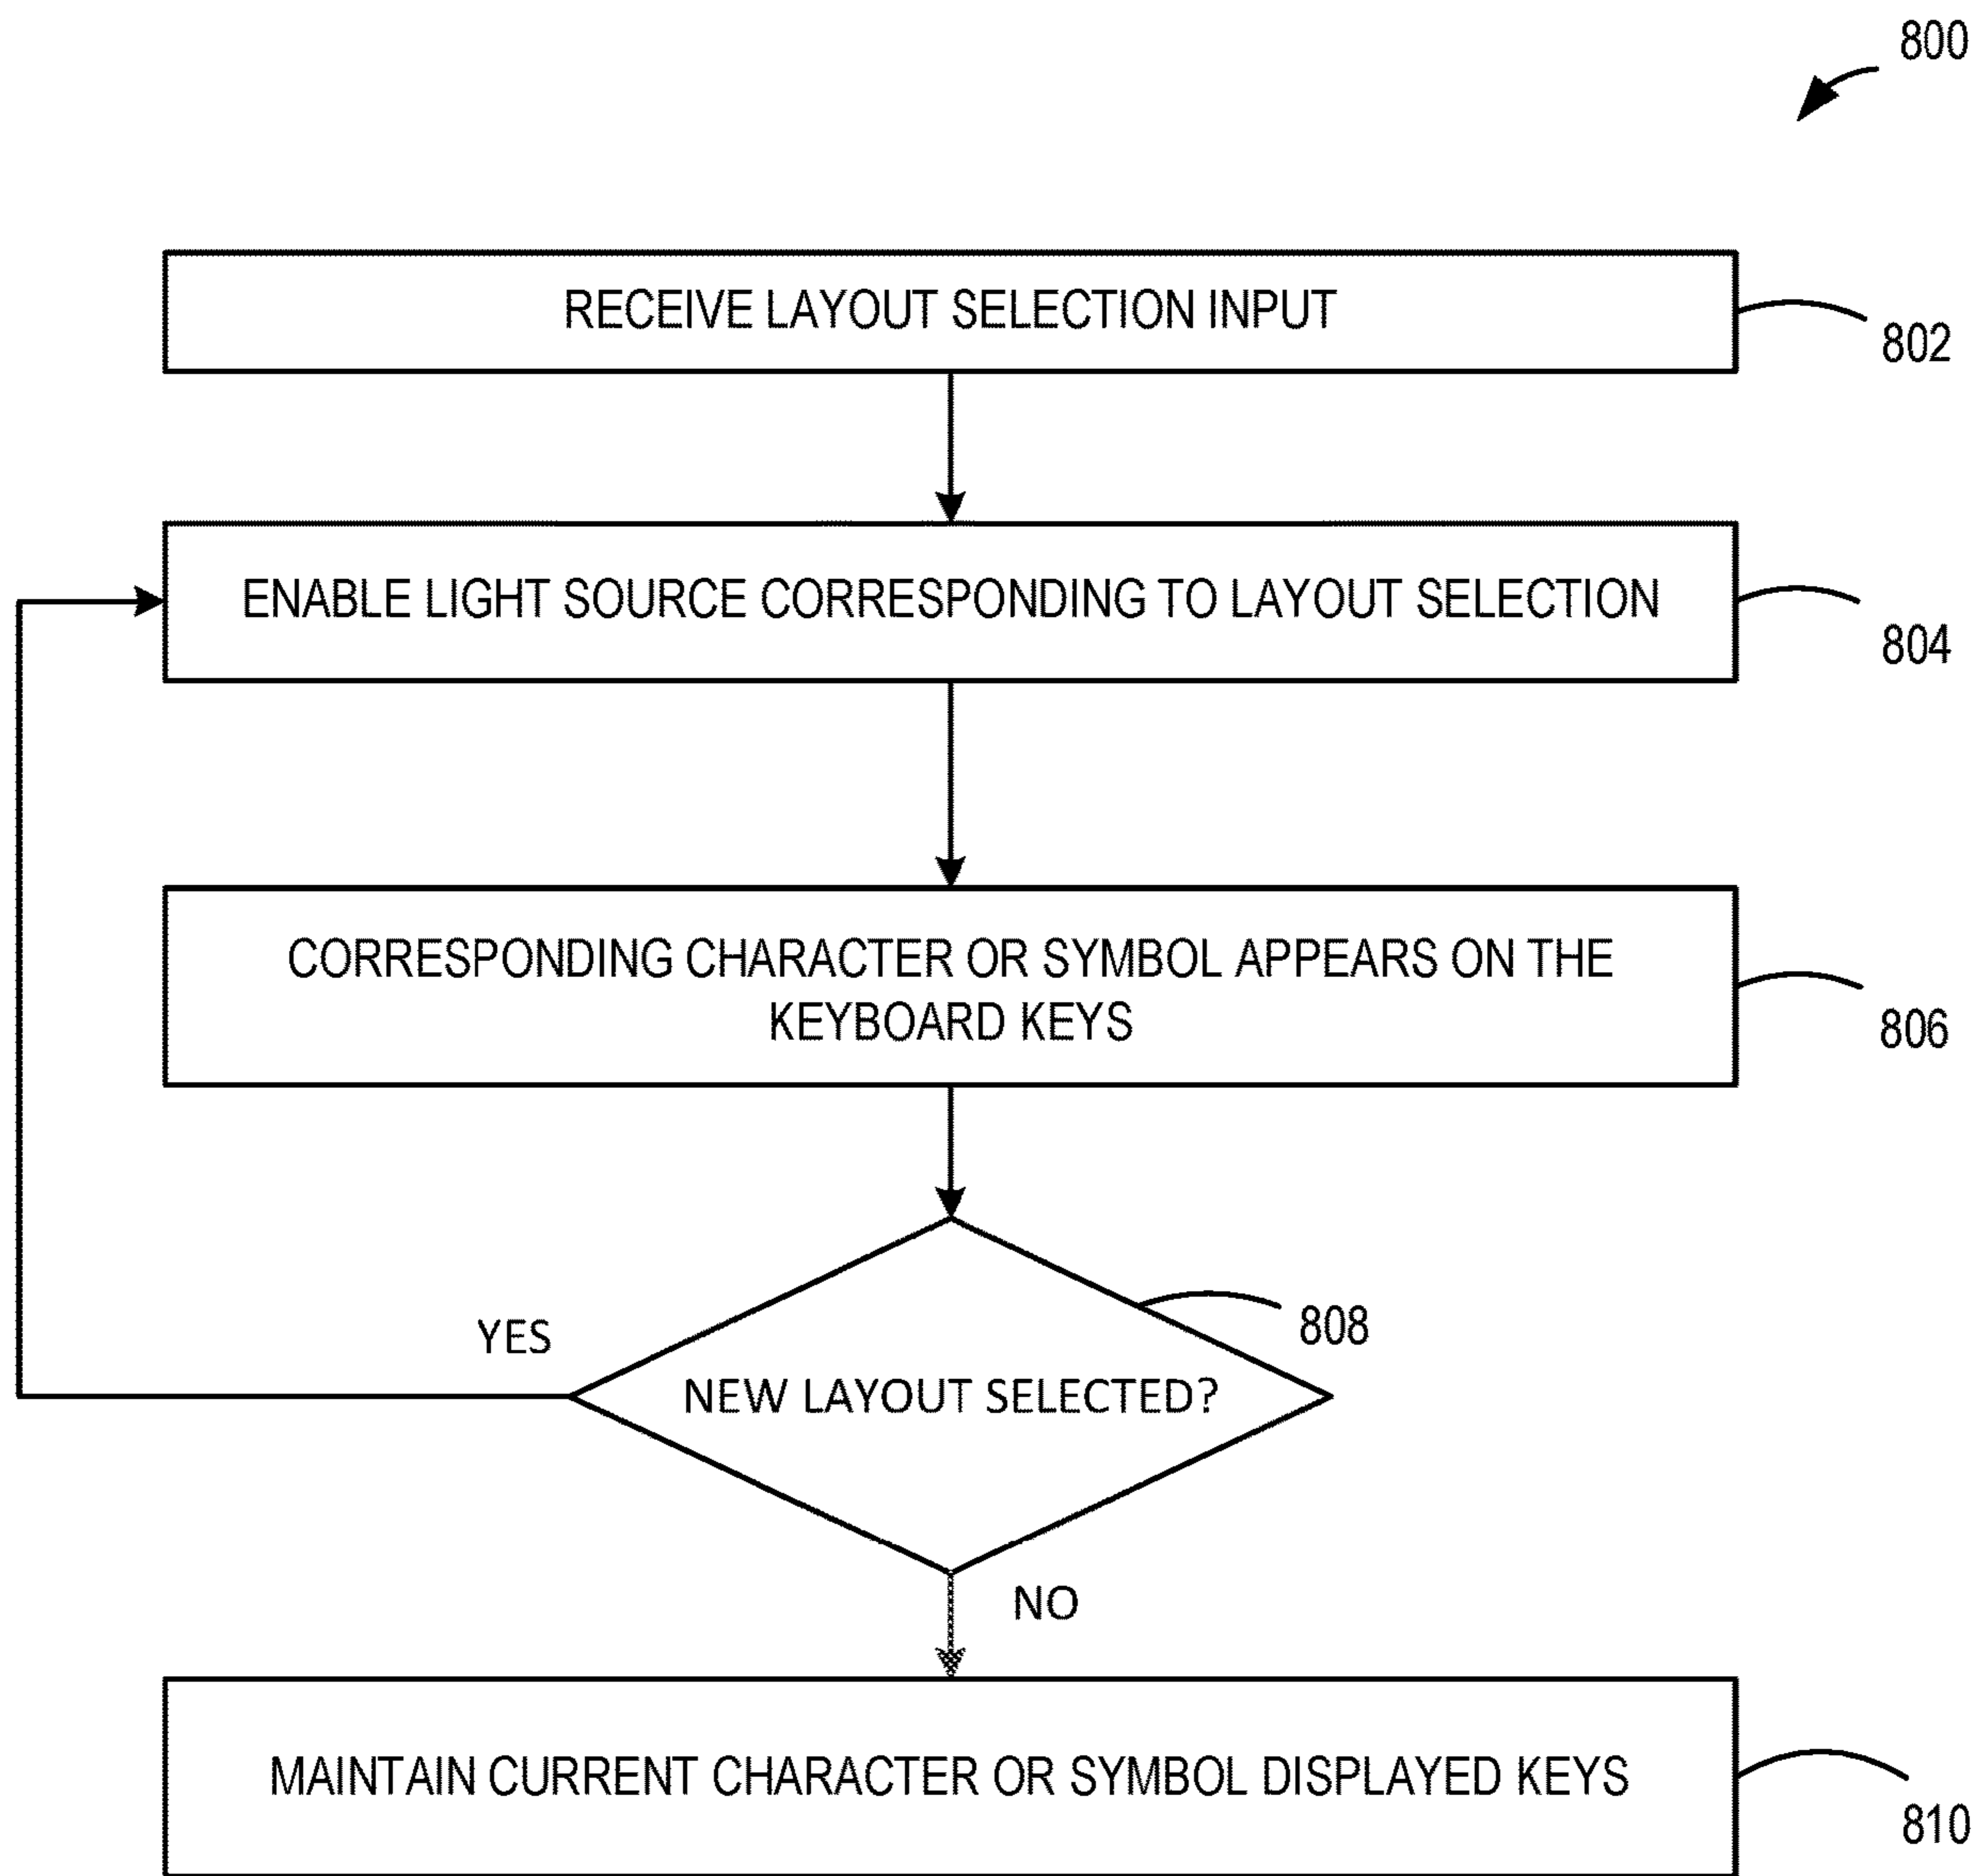 800
RECEIVE LAYOUT SELECTION INPUT
802
ENABLE LIGHT SOURCE CORRESPONDING TO LAYOUT SELECTION
804
CORRESPONDING CHARACTER OR SYMBOL APPEARS ON THE
KEYBOARD KEYS
806
808
YES
NEW LAYOUT SELECTED?
NO
MAINTAIN CURRENT CHARACTER OR SYMBOL DISPLAYED KEYS
810